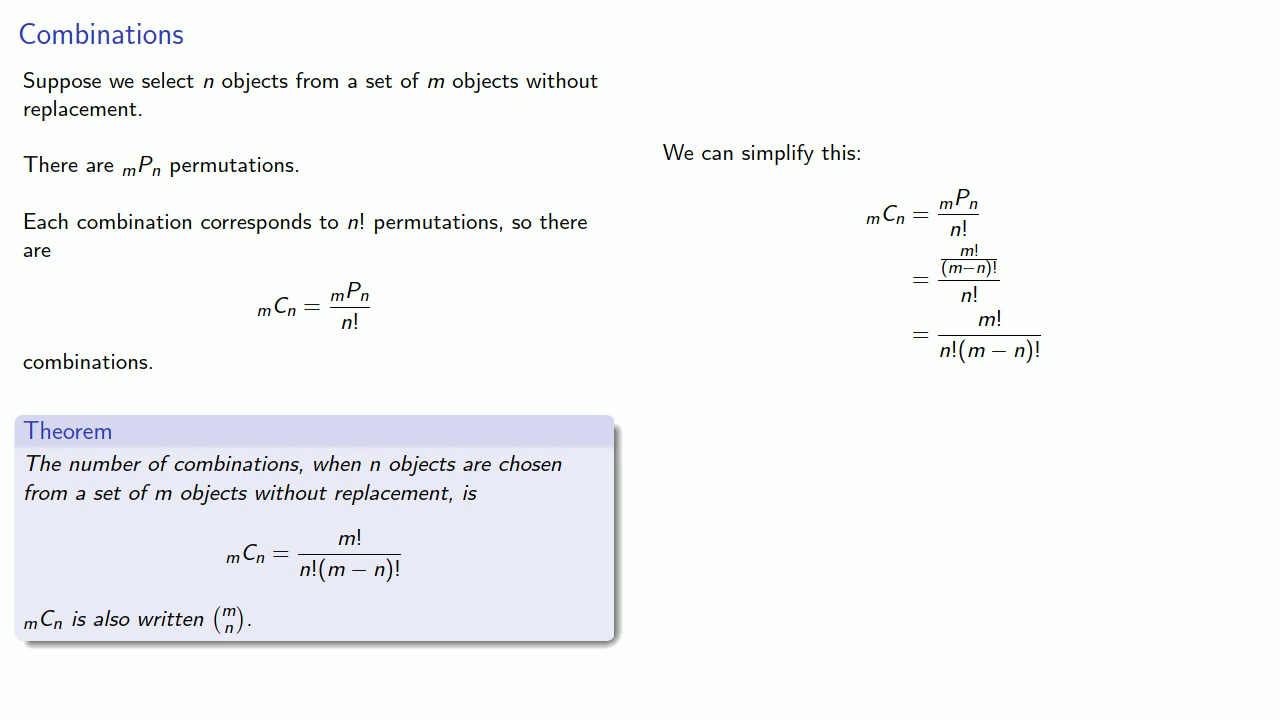 Combinations
Suppose we select n objects from a set of m objects without
replacement.
There are ₘPₙ permutations.
Each combination corresponds to n! permutations, so there
are
ₘCₙ = ₘPₙ / n!
combinations.
Theorem
The number of combinations, when n objects are chosen
from a set of m objects without replacement, is
ₘCₙ = m! / n!(m − n)!
ₘCₙ is also written (m n).
We can simplify this:
ₘCₙ = ₘPₙ / n!
= m! / (m−n)! / n!
= m! / n!(m − n)!